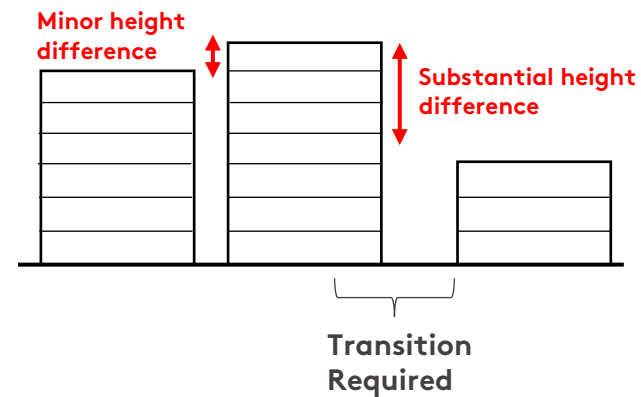 Minor height
difference
Substantial height
difference
Transition
Required